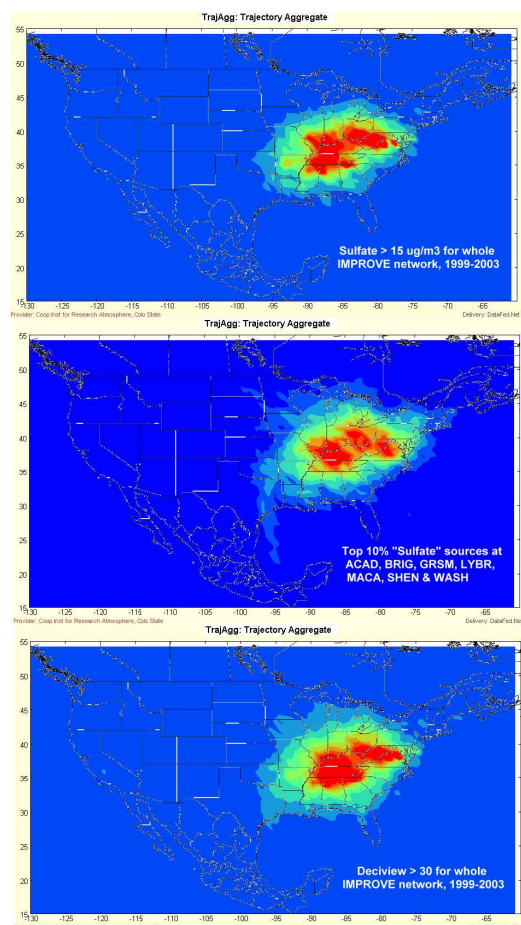 TrajAgg: Trajectory Aggregate
55
50
45
40
35
30
25
20
15
-130 -125 -120 -115 -110 -105 -100 -95 -90 -85 -80 -75 -70 -65
Sulfate > 15 ug/m3 for whole
IMPROVE network, 1999-2003
Provider: Coop Inst for Research Atmosphere, Colo State
Delivery: DataFed.Net
TrajAgg: Trajectory Aggregate
55
50
45
40
35
30
25
20
15
-130 -125 -120 -115 -110 -105 -100 -95 -90 -85 -80 -75 -70 -65
Top 10% "Sulfate" sources at
ACAD, BRIG, GRSM, LYBR,
MACA, SHEN & WASH
Provider: Coop Inst for Research Atmosphere, Colo State
Delivery: DataFed.Ne
TrajAgg: Trajectory Aggregate
55
50
45
40
35
30
25
20
15
-130 -125 -120 -115 -110 -105 -100 -95 -90 -85 -80 -75 -70 -65
Deciview > 30 for whole
IMPROVE network, 1999-2003